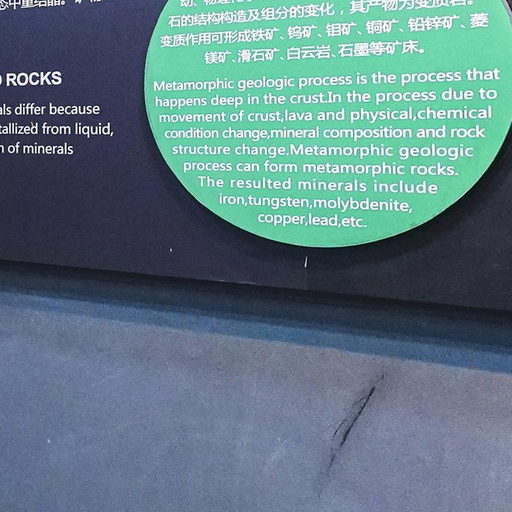 态中重结晶。
石的结构构造及组分的变化，其产物为变质岩。
变质作用可形成铁矿、钨矿、钼矿、铜矿、铅锌矿、菱
镁矿、滑石矿、白云岩、石墨等矿床。
ROCKS
als differ because
tallized from liquid,
n of minerals
Metamorphic geologic process is the process that
happens deep in the crust.In the process due to
movement of crust,lava and physical,chemical
condition change,mineral composition and rock
structure change.Metamorphic geologic
process can form metamorphic rocks.
The resulted minerals include
iron,tungsten,molybdenite,
copper,lead,etc.